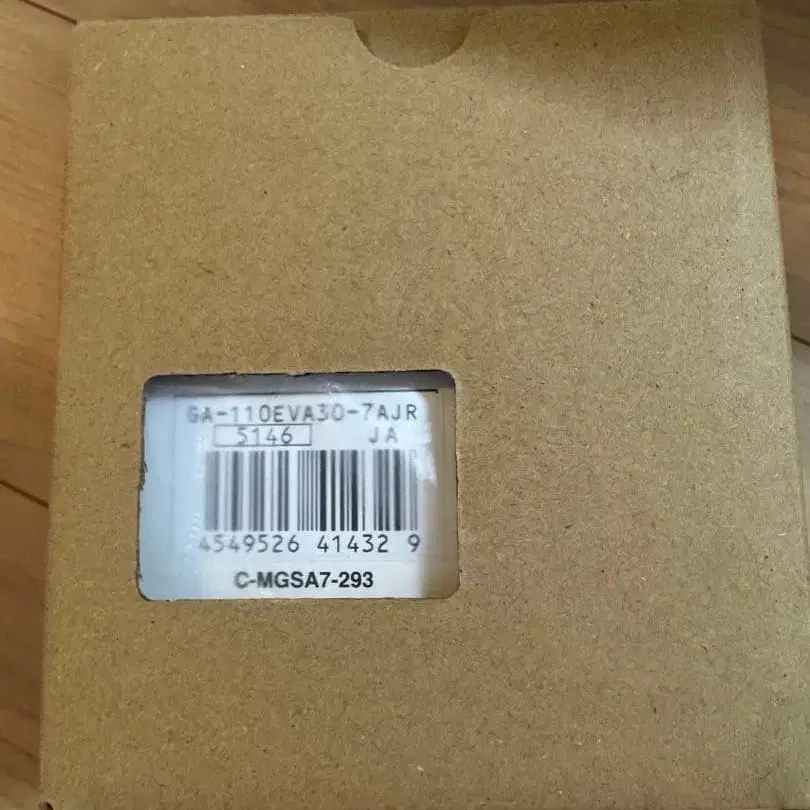 GA-110EVA30-7AJR
5146 JA
4549526 41432 9
C-MGSA7-293